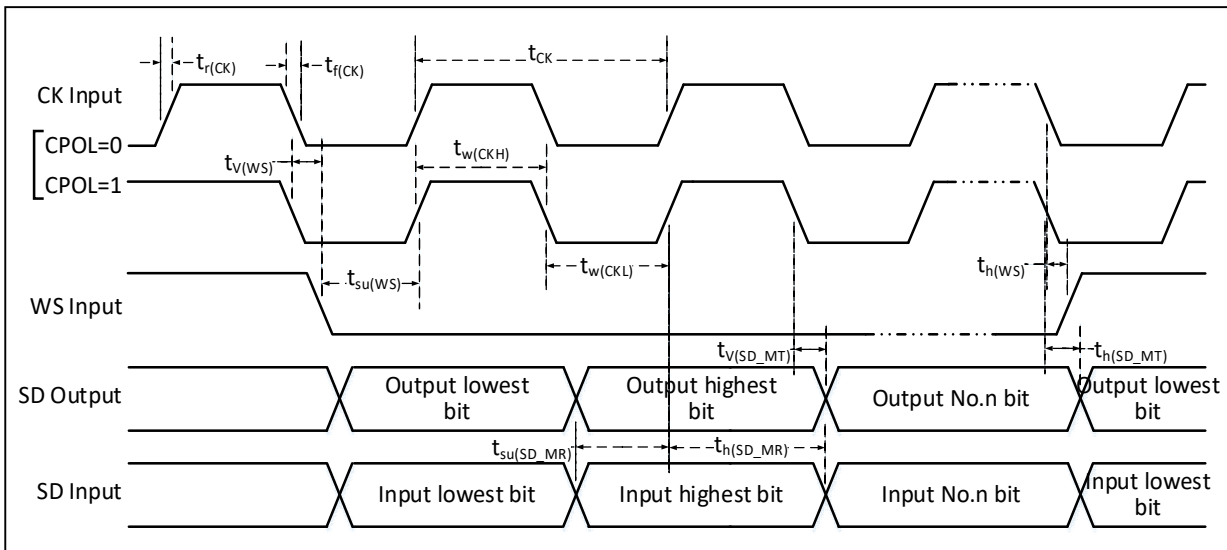 tr(CK)
tf(CK)
tCK
CK Input
CPOL=0
CPOL=1
tV(WS)
tw(CKH)
tsu(WS)
tw(CKL)
th(WS)
WS Input
tV(SD_MT)
th(SD_MT)
SD Output
Output lowest
bit
Output highest
bit
Output No.n bit
Output lowest
bit
tsu(SD_MR)
th(SD_MR)
SD Input
Input lowest bit
Input highest bit
Input No.n bit
Input lowest
bit